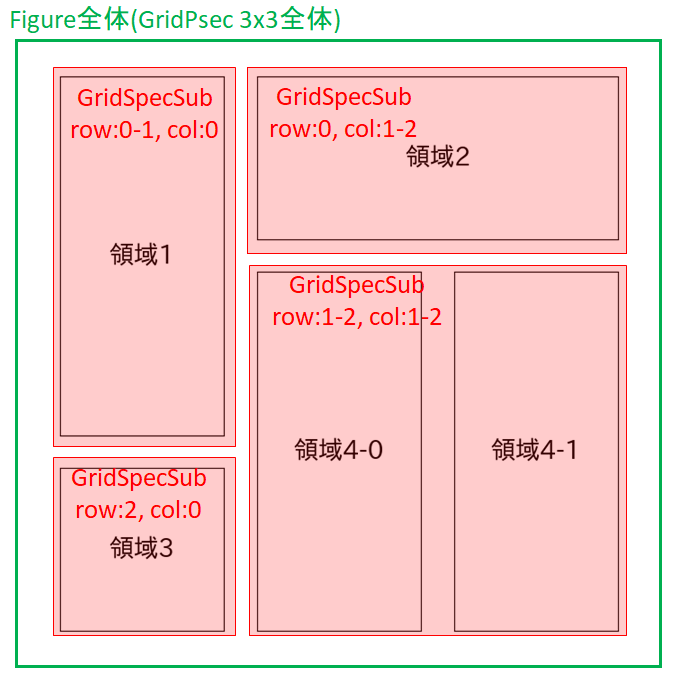 Figure全体(GridPsec 3x3全体)
GridSpecSub
row:0-1, col:0
領域1
GridSpecSub
row:0, col:1-2
領域2
GridSpecSub
row:1-2, col:1-2
領域4-0
領域4-1
GridSpecSub
row:2, col:0
領域3